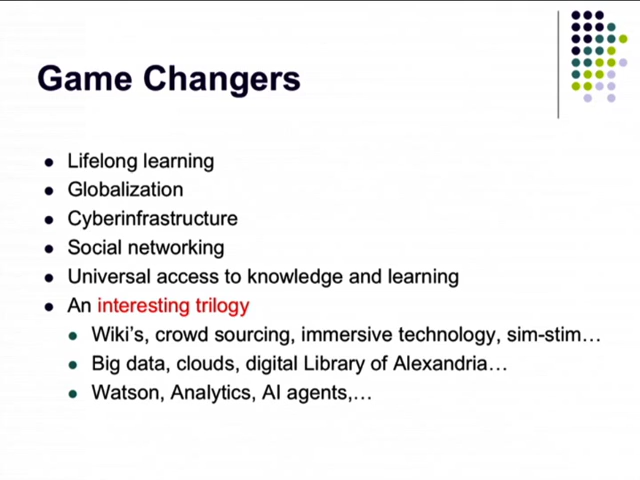 Game Changers
Lifelong learning
Globalization
Cyberinfrastructure
Social networking
Universal access to knowledge and learning
An interesting trilogy
Wiki's, crowd sourcing, immersive technology, sim-stim…
Big data, clouds, digital Library of Alexandria…
Watson, Analytics, AI agents,…